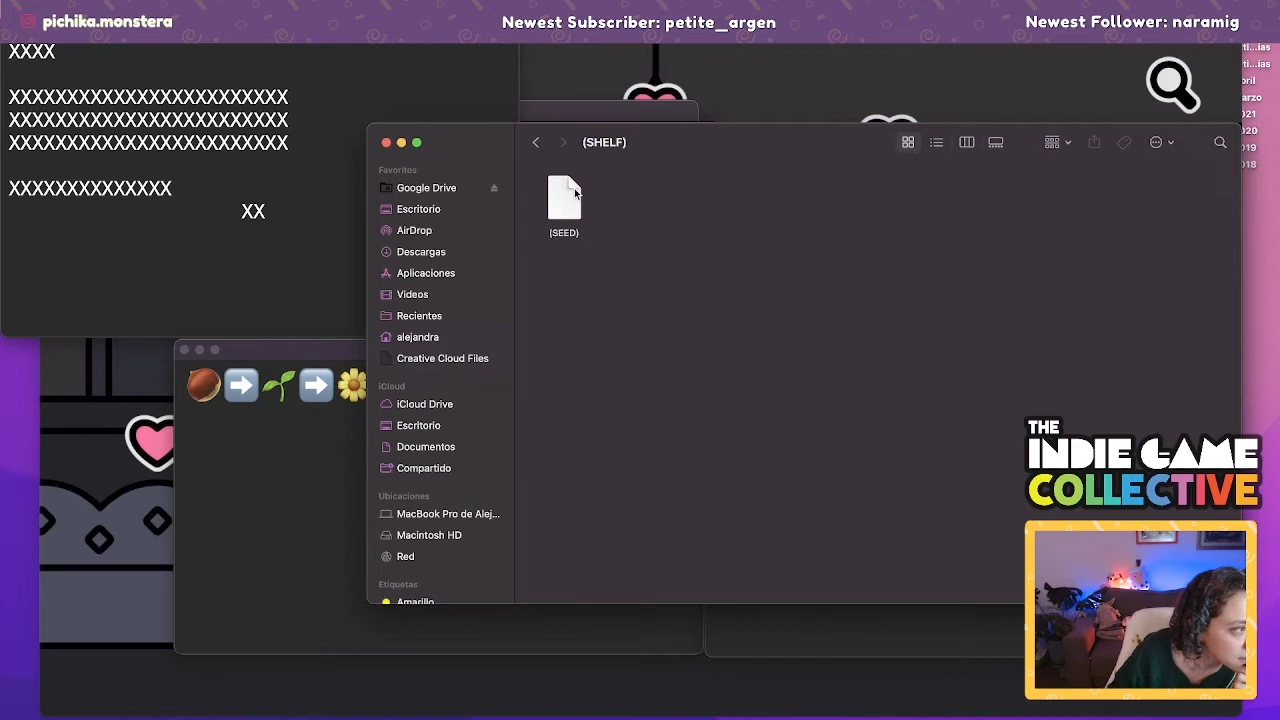 pichika.monstera
Newest Subscriber: petite_argen
Newest Follower: naramig
XXXX
XXXXXXXXXXXXXXXXXXXXXXXX
XXXXXXXXXXXXXXXXXXXXXXXX
XXXXXXXXXXXXXXXXXXXXXXXX
XXXXXXXXXXXXXX
XX
(SHELF)
(SEED)
Favoritos
Google Drive
Escritorio
AirDrop
Descargas
Aplicaciones
Videos
Recientes
alejandra
Creative Cloud Files
iCloud
iCloud Drive
Escritorio
Documentos
Compartido
Ubicaciones
MacBook Pro de Alej...
Macintosh HD
Red
Etiquetas
Amarillo
THE
INDIE GAME
COLLECTIVE